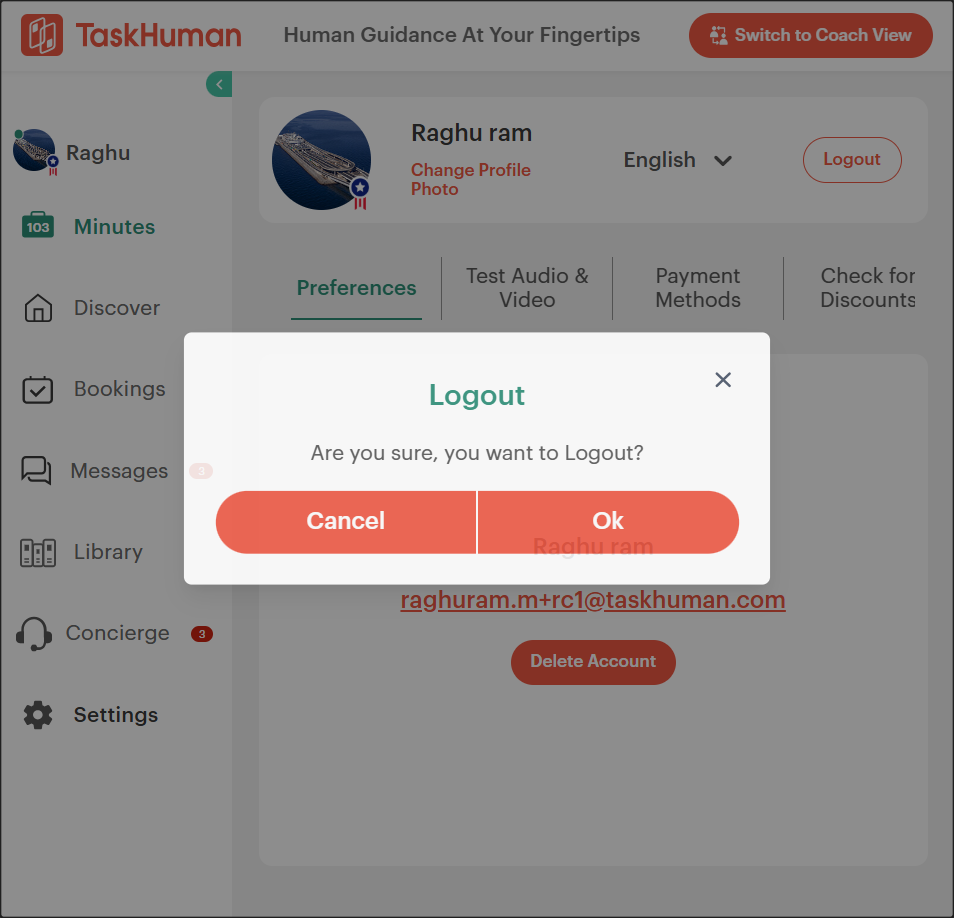 TaskHuman
Human Guidance At Your Fingertips
Switch to Coach View
Raghu
103
Minutes
Discover
Bookings
Messages
3
Library
Concierge
3
Settings
Raghu ram
Change Profile
Photo
English
Logout
Preferences
Test Audio &
Video
Payment
Methods
Check for
Discounts
Logout
Are you sure, you want to Logout?
Cancel
Ok
Raghu ram
raghuram.m+rc1@taskhuman.com
Delete Account